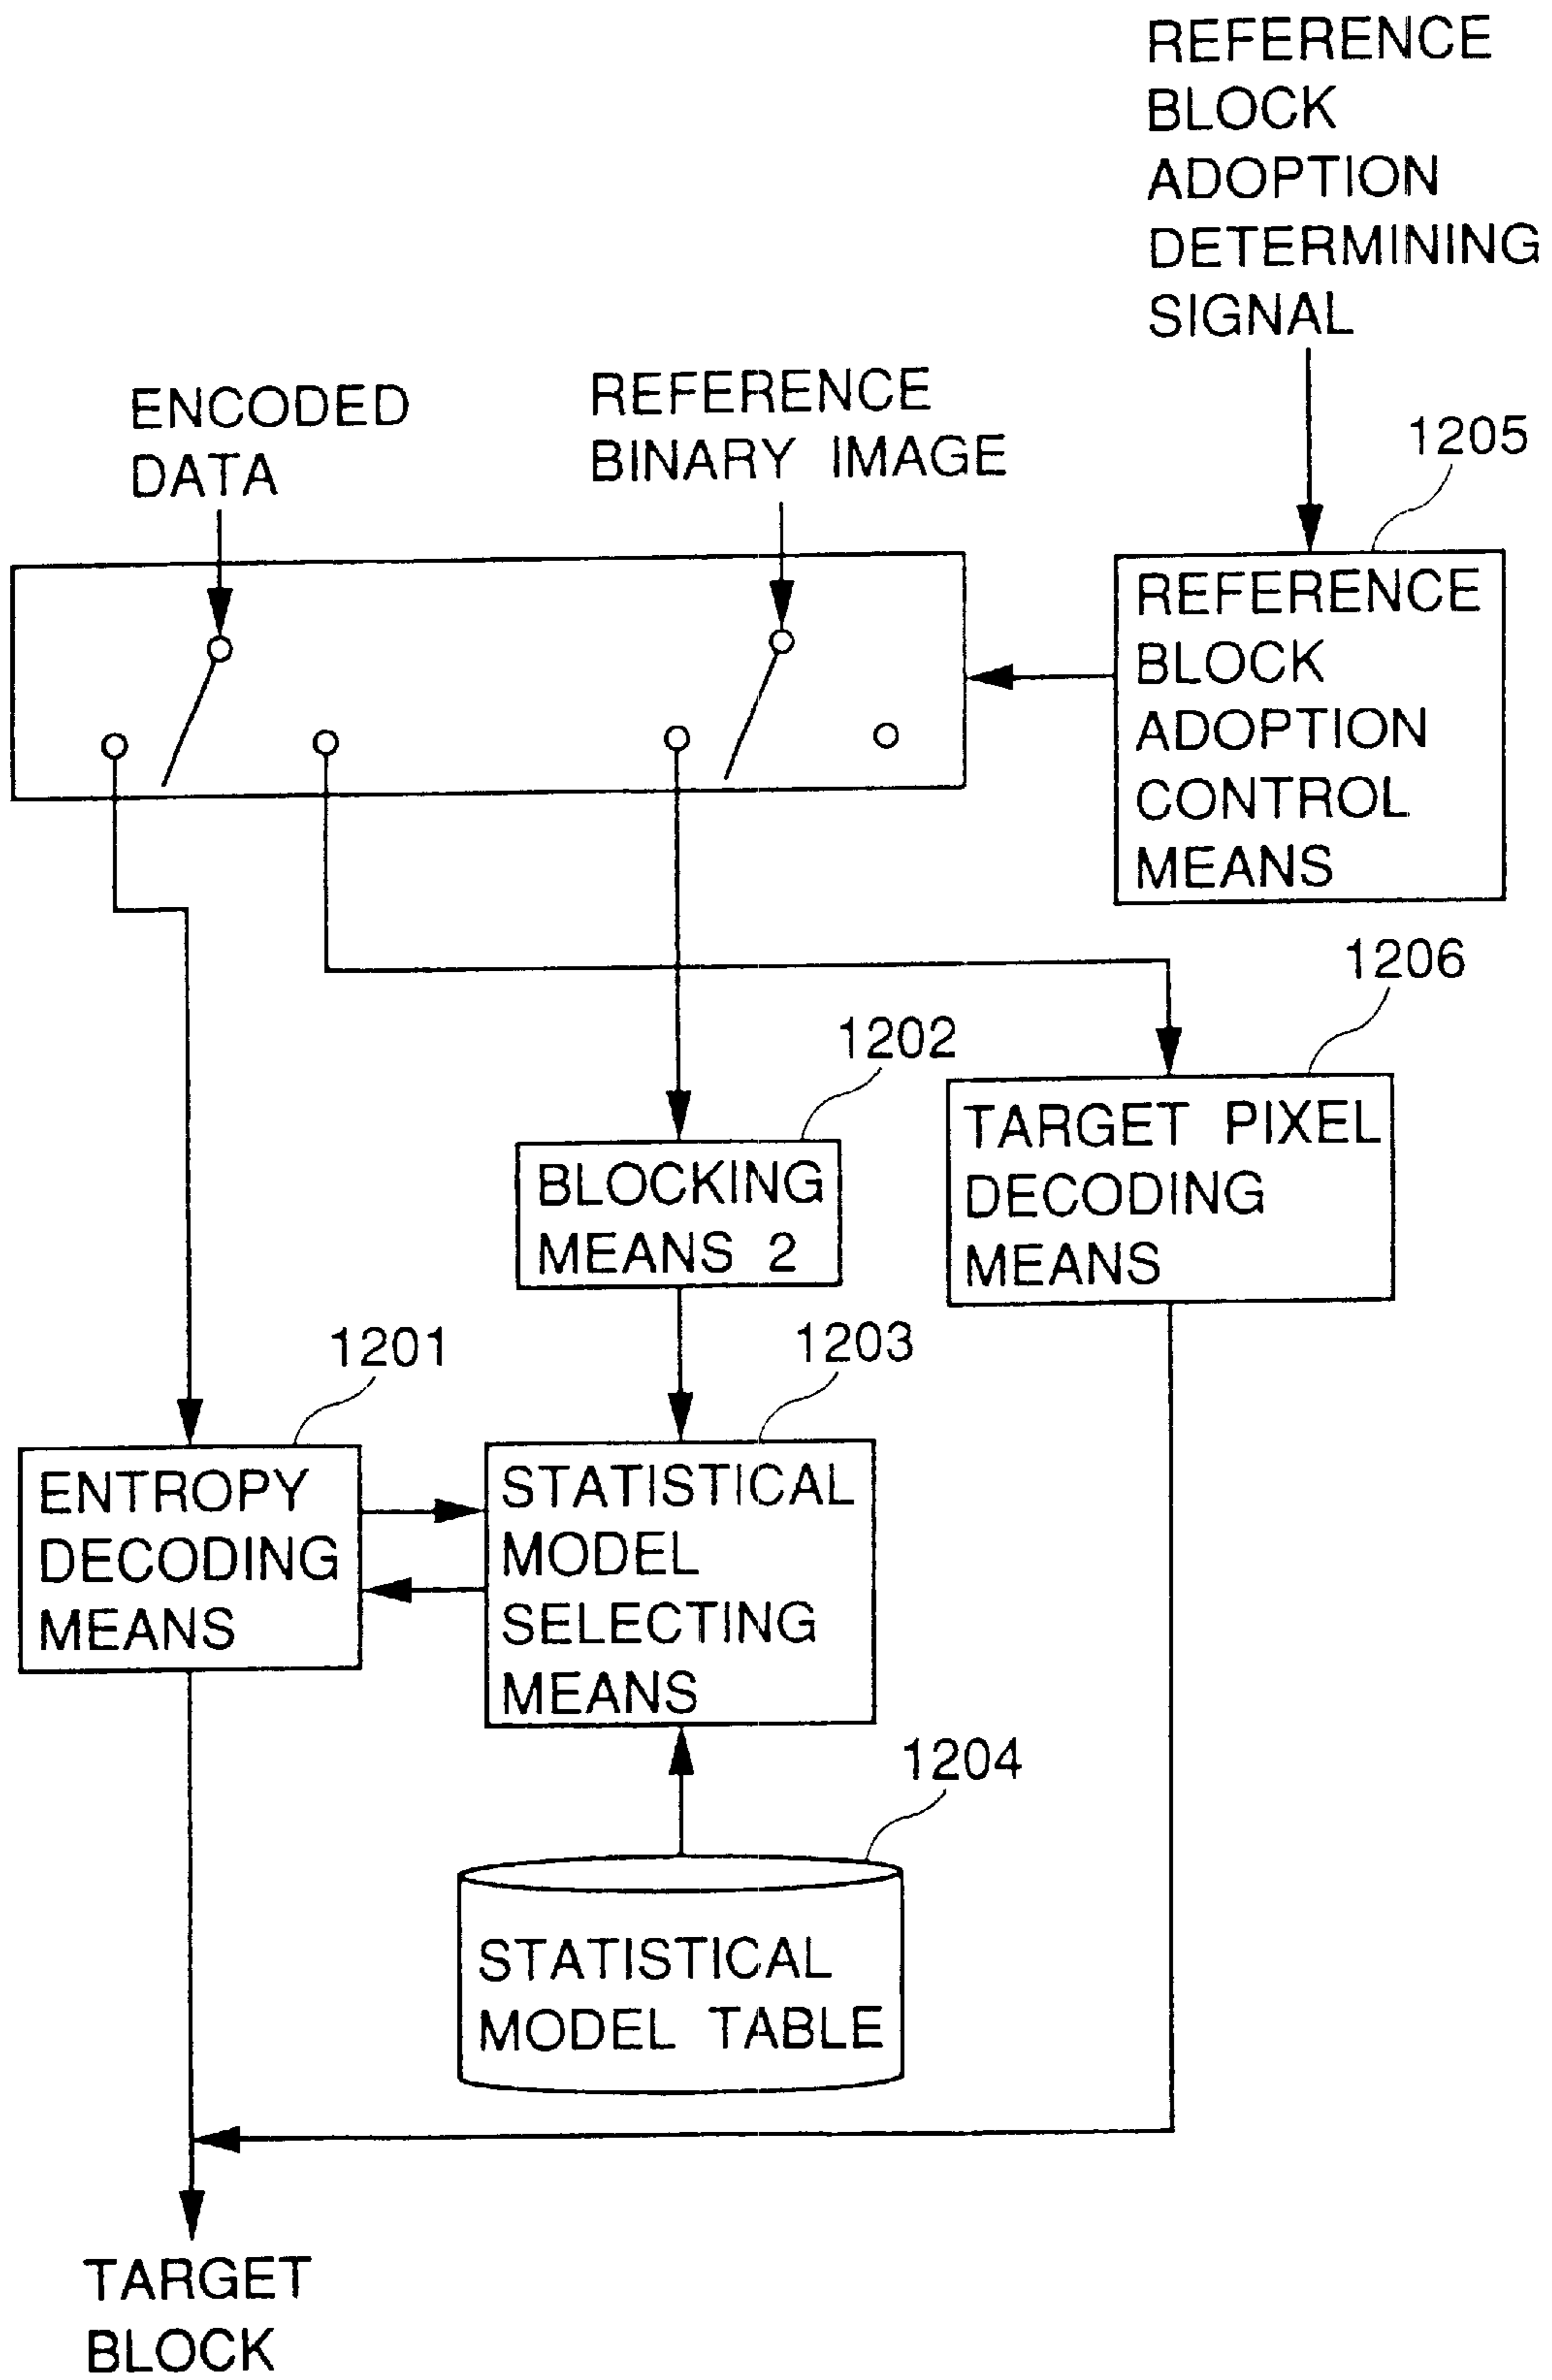 REFERENCE
BLOCK
ADOPTION
DETERMINING
SIGNAL
ENCODED
DATA
REFERENCE
BINARY IMAGE
1205
REFERENCE
BLOCK
ADOPTION
CONTROL
MEANS
1206
1202
TARGET PIXEL
DECODING
MEANS
BLOCKING
MEANS 2
1201
1203
ENTROPY
DECODING
MEANS
STATISTICAL
MODEL
SELECTING
MEANS
1204
STATISTICAL
MODEL TABLE
TARGET
BLOCK